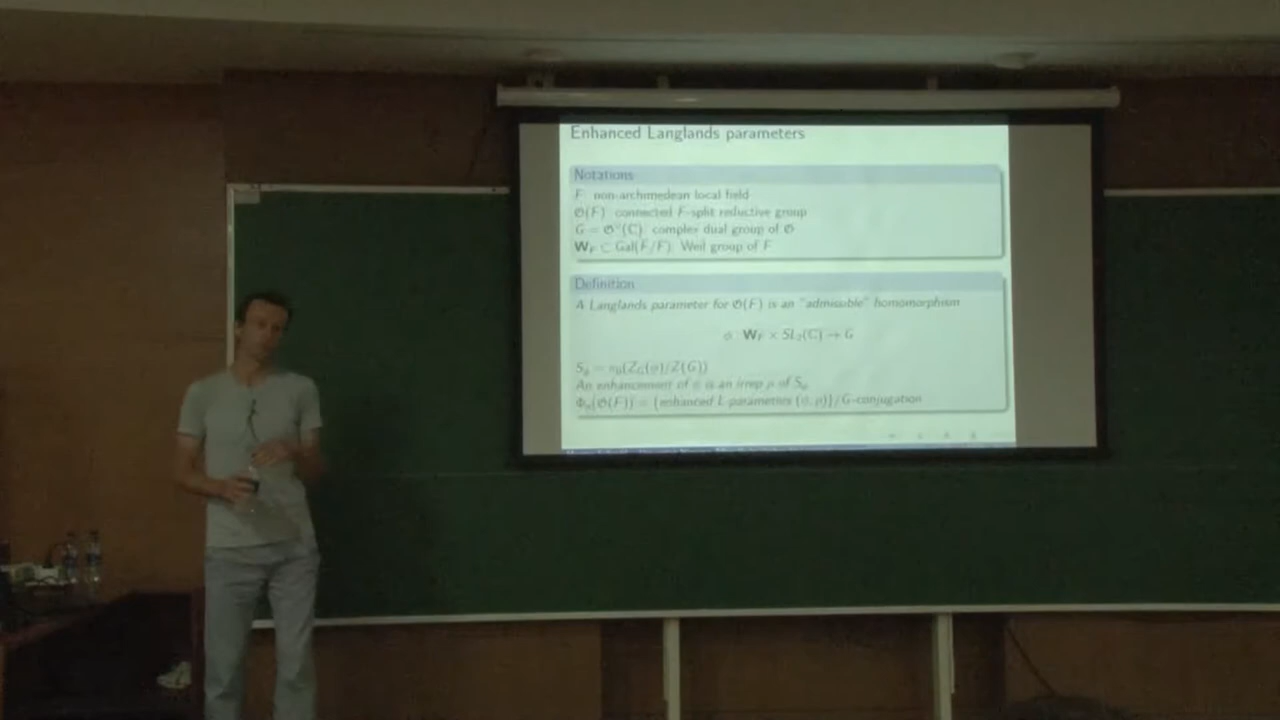 Enhanced Langlands parameters
Notations
F: non-archimedean local field
𝔊(F): connected F-split reductive group
G = 𝔊^∨(ℂ): complex dual group of 𝔊
W_F ⊂ Gal(F̄/F): Weil group of F
Definition
A Langlands parameter for 𝔊(F) is an "admissible" homomorphism
ϕ : W_F × SL₂(ℂ) → G
S_ϕ = π₀(Z_G(ϕ)/Z(G))
An enhancement of ϕ is an irrep ρ of S_ϕ
Φ_e(𝔊(F)) = {enhanced L-parameters (ϕ, ρ)}/G-conjugation